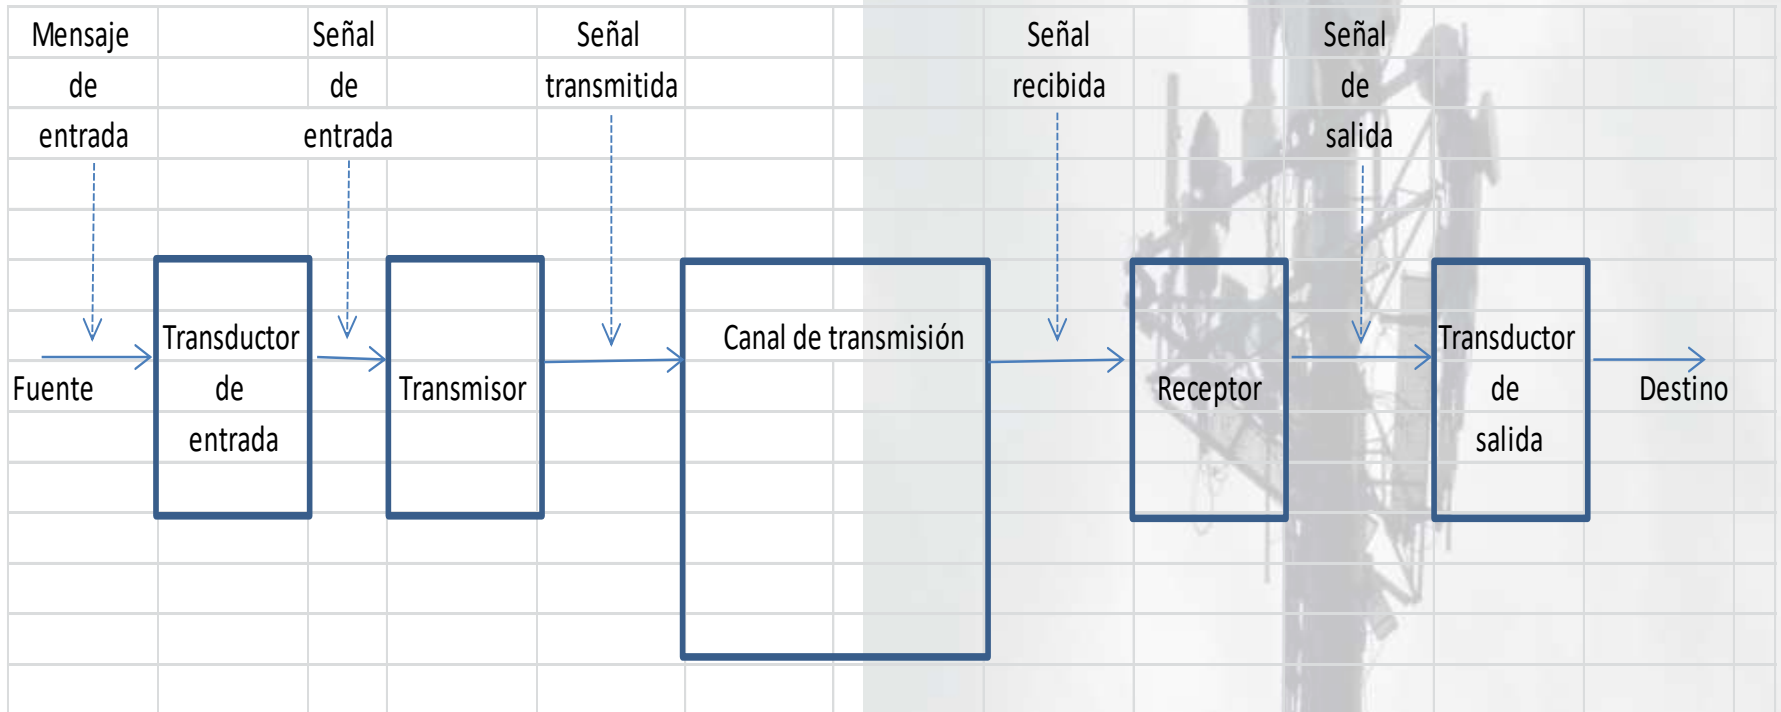 Mensaje
de
entrada
Señal
de
entrada
Señal
transmitida
Señal
recibida
Señal
de
salida
Fuente
Transductor
de
entrada
Transmisor
Canal de transmisión
Receptor
Transductor
de
salida
Destino